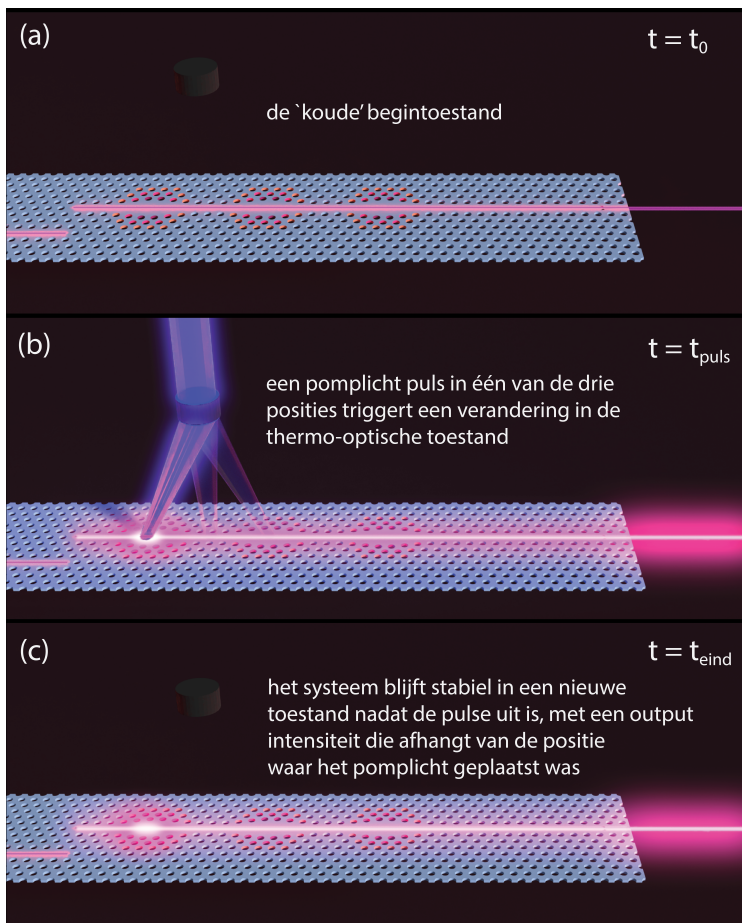 (a)
t = t0
de `koude' begintoestand
(b)
t = tpuls
een pomplicht puls in één van de drie
posities triggert een verandering in de
thermo-optische toestand
(c)
t = teind
het systeem blijft stabiel in een nieuwe
toestand nadat de pulse uit is, met een output
intensiteit die afhangt van de positie
waar het pomplicht geplaatst was